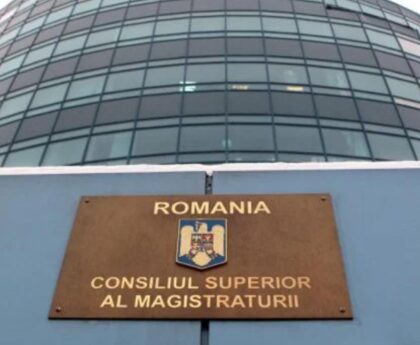 ROMANIA
CONSILIUL SUPERIOR
AL MAGISTRATURII